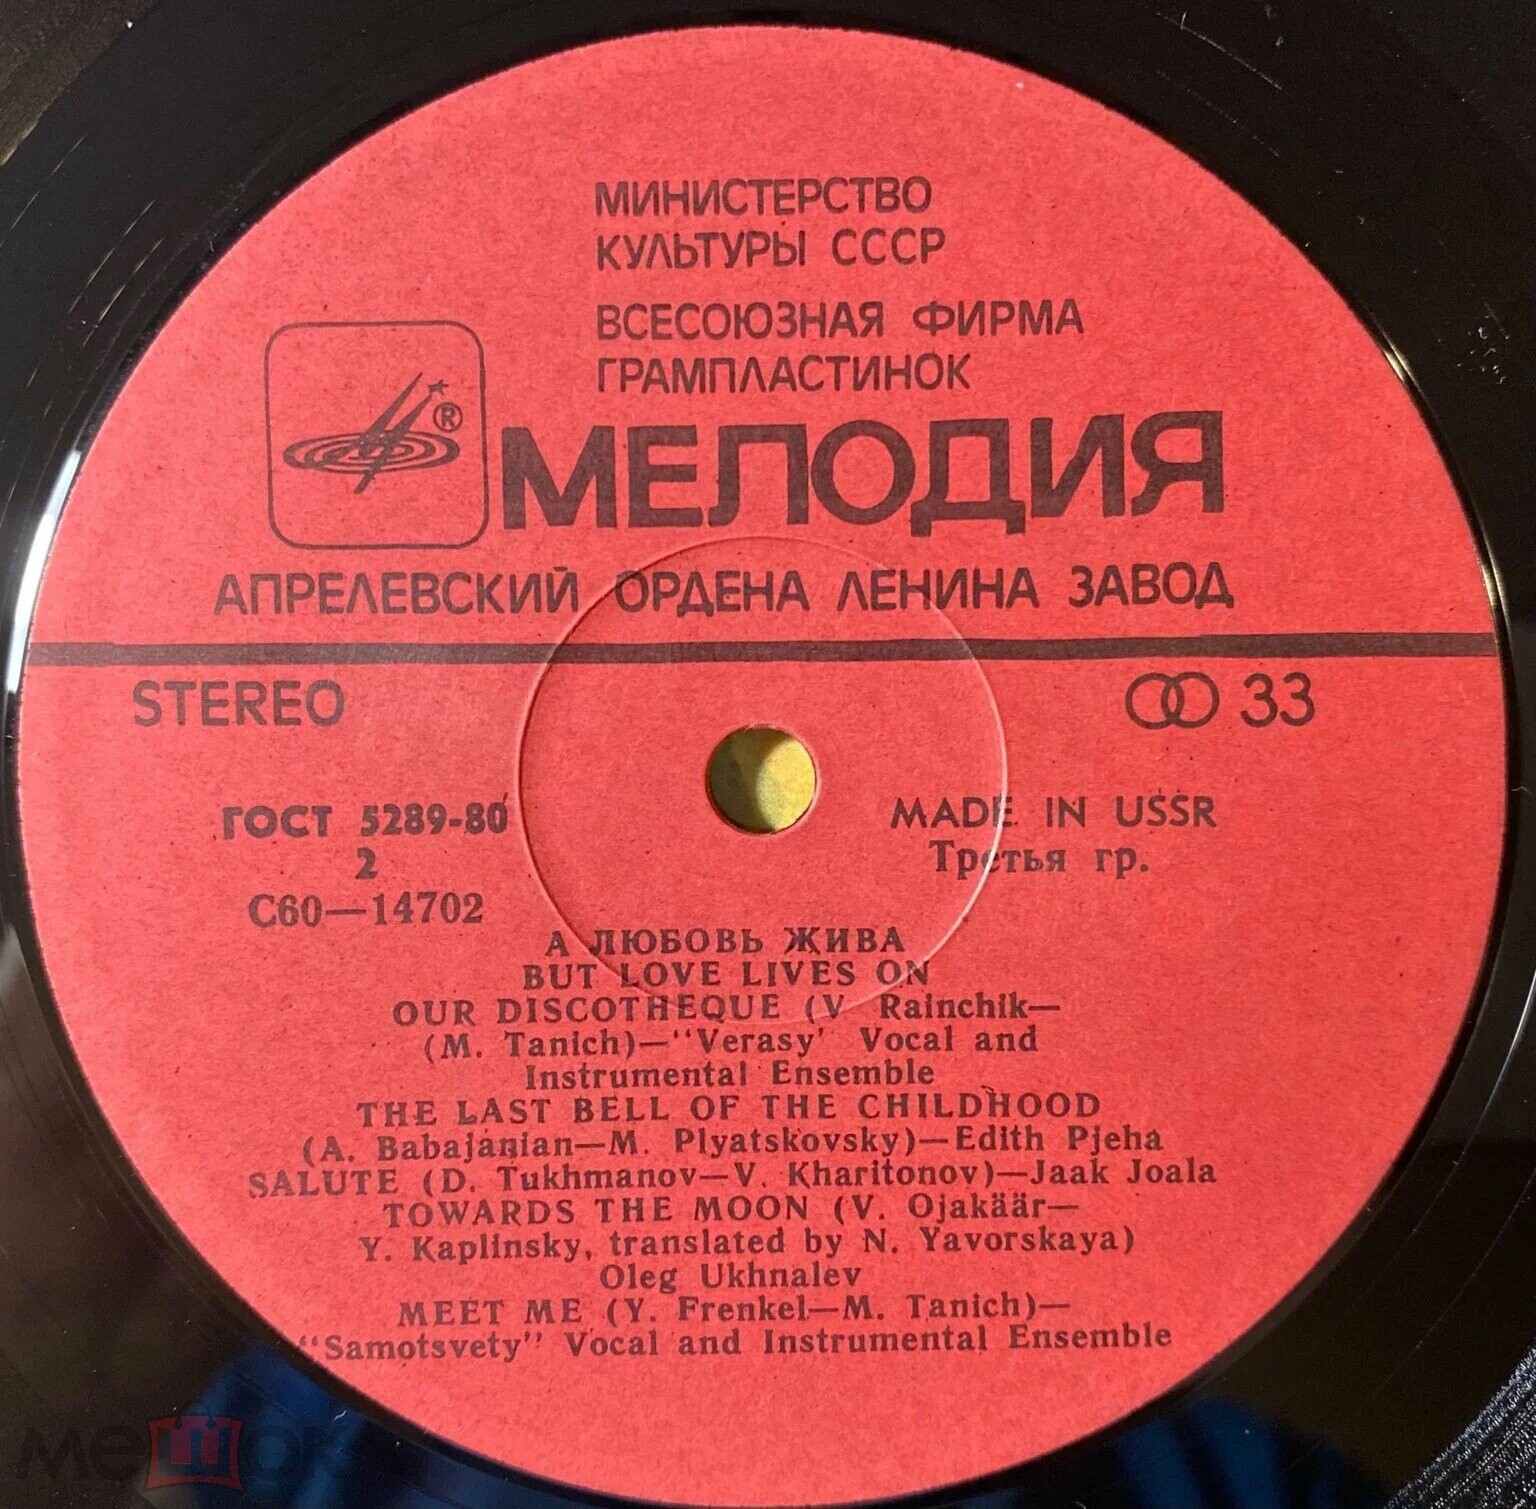 МИНИСТЕРСТВО
КУЛЬТУРЫ СССР
ВСЕСОЮЗНАЯ ФИРМА
ГРАМПЛАСТИНОК
®
МЕЛОДИЯ
АПРЕЛЕВСКИЙ ОРДЕНА ЛЕНИНА ЗАВОД
STEREO
33
ГОСТ 5289-80
MADE IN USSR
2
Третья гр.
С60—14702
А ЛЮБОВЬ ЖИВА
BUT LOVE LIVES ON
OUR DISCOTHEQUE (V Rainchik—
(M. Tanich)—"Verasy' Vocal and
Instrumental Ensemble
THE LAST BELL OF THE CHILDHOOD
(A. Babajanian—M. Plyatskovsky)—Edith Pjeha
SALUTE (D. Tukhmanov—V. Kharitonov)—Jaak Joala
TOWARDS THE MOON (V. Ojakäär—
Y. Kaplinsky, translated by N. Yavorskaya)
Oleg Ukhnalev
MEET ME (Y. Frenkel—M. Tanich)—
"Samotsvety" Vocal and Instrumental Ensemble
мешок